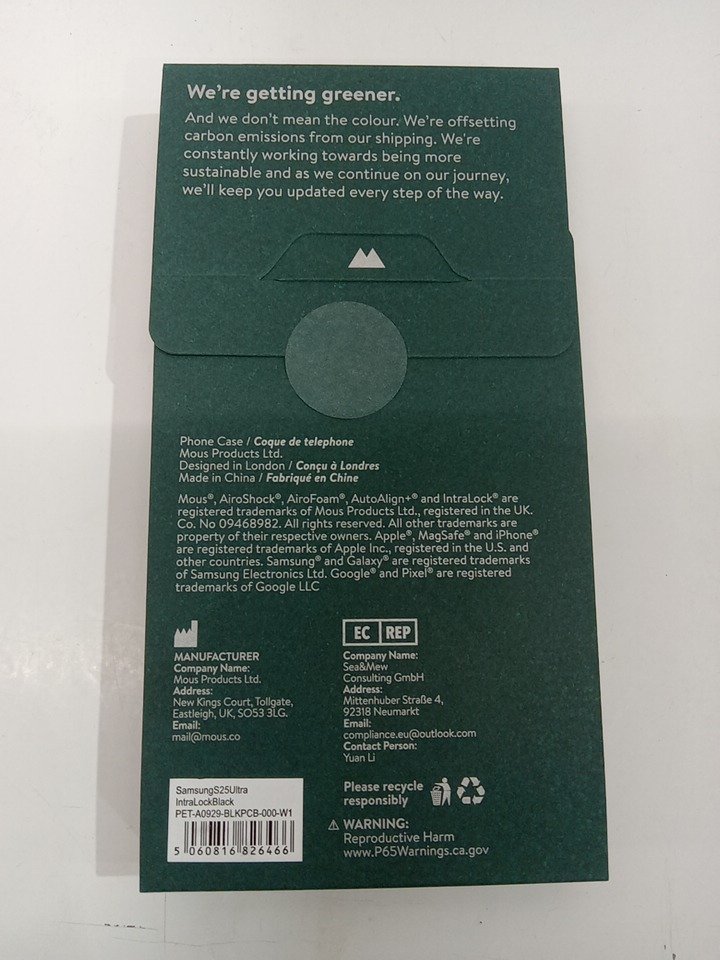 We're getting greener.
And we don't mean the colour. We're offsetting
carbon emissions from our shipping. We're
constantly working towards being more
sustainable and as we continue on our journey,
we'll keep you updated every step of the way.
Phone Case / Coque de telephone
Mous Products Ltd.
Designed in London / Conçu à Londres
Made in China / Fabriqué en Chine
Mous®, AiroShock®, AiroFoam®, AutoAlign+® and IntraLock® are
registered trademarks of Mous Products Ltd., registered in the UK.
Co. No 09468982. All rights reserved. All other trademarks are
property of their respective owners. Apple®, MagSafe® and iPhone®
are registered trademarks of Apple Inc., registered in the U.S. and
other countries. Samsung® and Galaxy® are registered trademarks
of Samsung Electronics Ltd. Google® and Pixel® are registered
trademarks of Google LLC
MANUFACTURER
Company Name:
Mous Products Ltd.
Address:
New Kings Court, Tollgate,
Eastleigh, UK, SO53 3LG.
Email:
mail@mous.co
EC REP
Company Name:
Sea&Mew
Consulting GmbH
Address:
Mittenhuber Straße 4,
92318 Neumarkt
Email:
compliance.eu@outlook.com
Contact Person:
Yuan Li
SamsungS25Ultra
IntraLockBlack
PET-A0929-BLKPCB-000-W1
5 060816 826466
Please recycle
responsibly
⚠ WARNING:
Reproductive Harm
www.P65Warnings.ca.gov